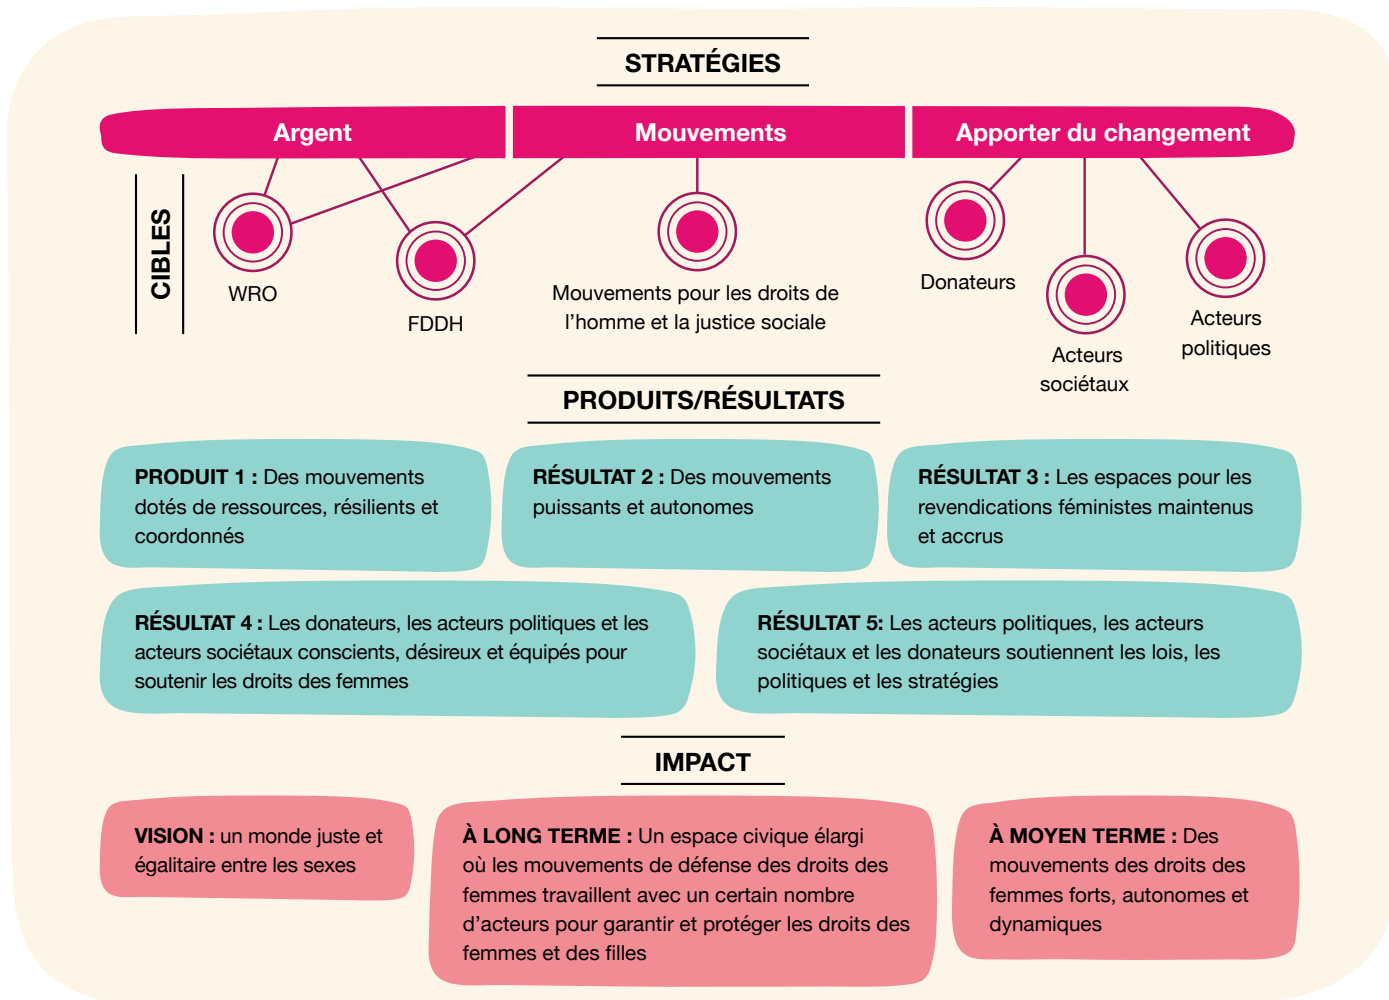 STRATÉGIES
Argent
Mouvements
Apporter du changement
CIBLES
WRO
FDDH
Mouvements pour les droits de
l’homme et la justice sociale
Donateurs
Acteurs
sociétaux
Acteurs
politiques
PRODUITS/RÉSULTATS
PRODUIT 1 : Des mouvements
dotés de ressources, résilients et
coordonnés
RÉSULTAT 2 : Des mouvements
puissants et autonomes
RÉSULTAT 3 : Les espaces pour les
revendications féministes maintenus
et accrus
RÉSULTAT 4 : Les donateurs, les acteurs politiques et les
acteurs sociétaux conscients, désireux et équipés pour
soutenir les droits des femmes
RÉSULTAT 5: Les acteurs politiques, les acteurs
sociétaux et les donateurs soutiennent les lois, les
politiques et les stratégies
IMPACT
VISION : un monde juste et
égalitaire entre les sexes
À LONG TERME : Un espace civique élargi
où les mouvements de défense des droits des
femmes travaillent avec un certain nombre
d’acteurs pour garantir et protéger les droits des
femmes et des filles
À MOYEN TERME : Des
mouvements des droits des
femmes forts, autonomes et
dynamiques